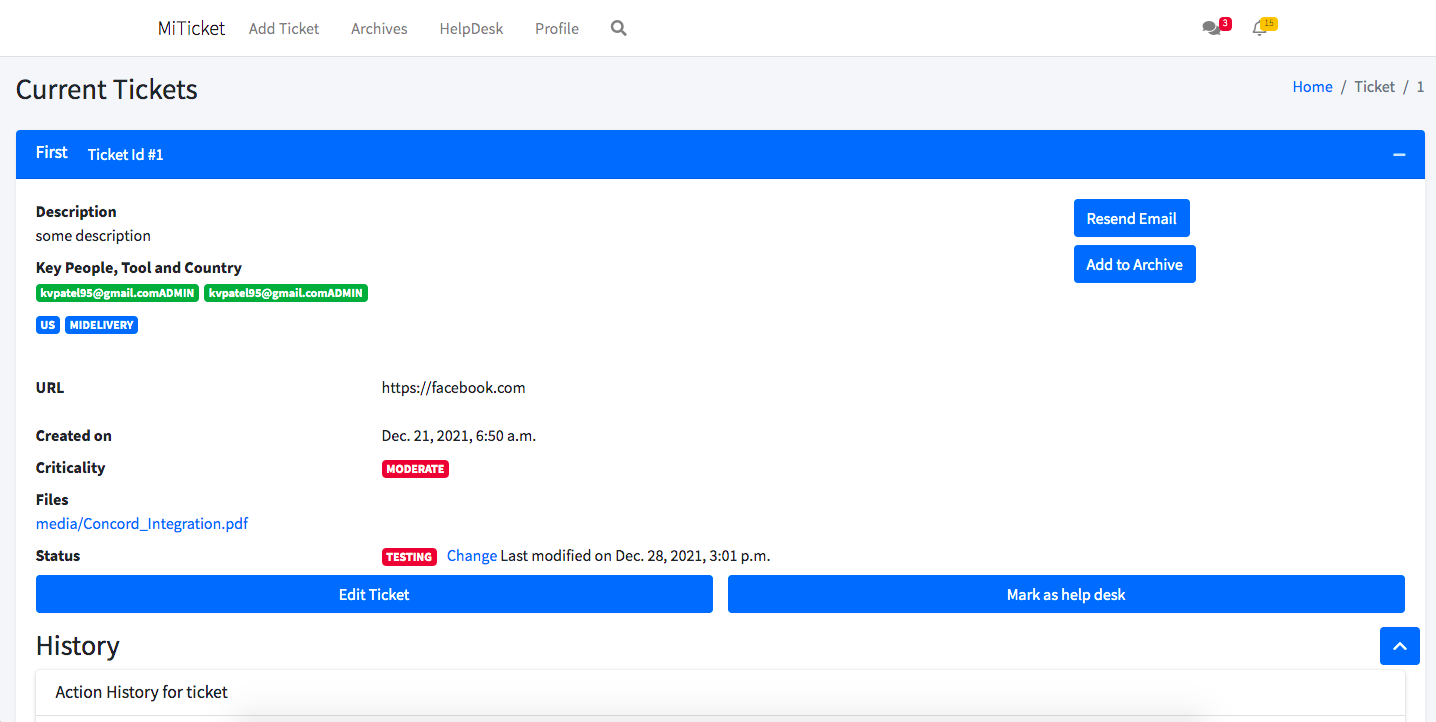 MiTicket Add Ticket Archives HelpDesk Profile 3 15
Current Tickets Home / Ticket / 1
First Ticket Id #1
Description
some description
Resend Email
Key People, Tool and Country
Add to Archive
kvpatel95@gmail.comADMIN kvpatel95@gmail.comADMIN
US MIDELIVERY
URL https://facebook.com
Created on Dec. 21, 2021, 6:50 a.m.
Criticality MODERATE
Files
media/Concord_Integration.pdf
Status TESTING Change Last modified on Dec. 28, 2021, 3:01 p.m.
Edit Ticket Mark as help desk
History
Action History for ticket